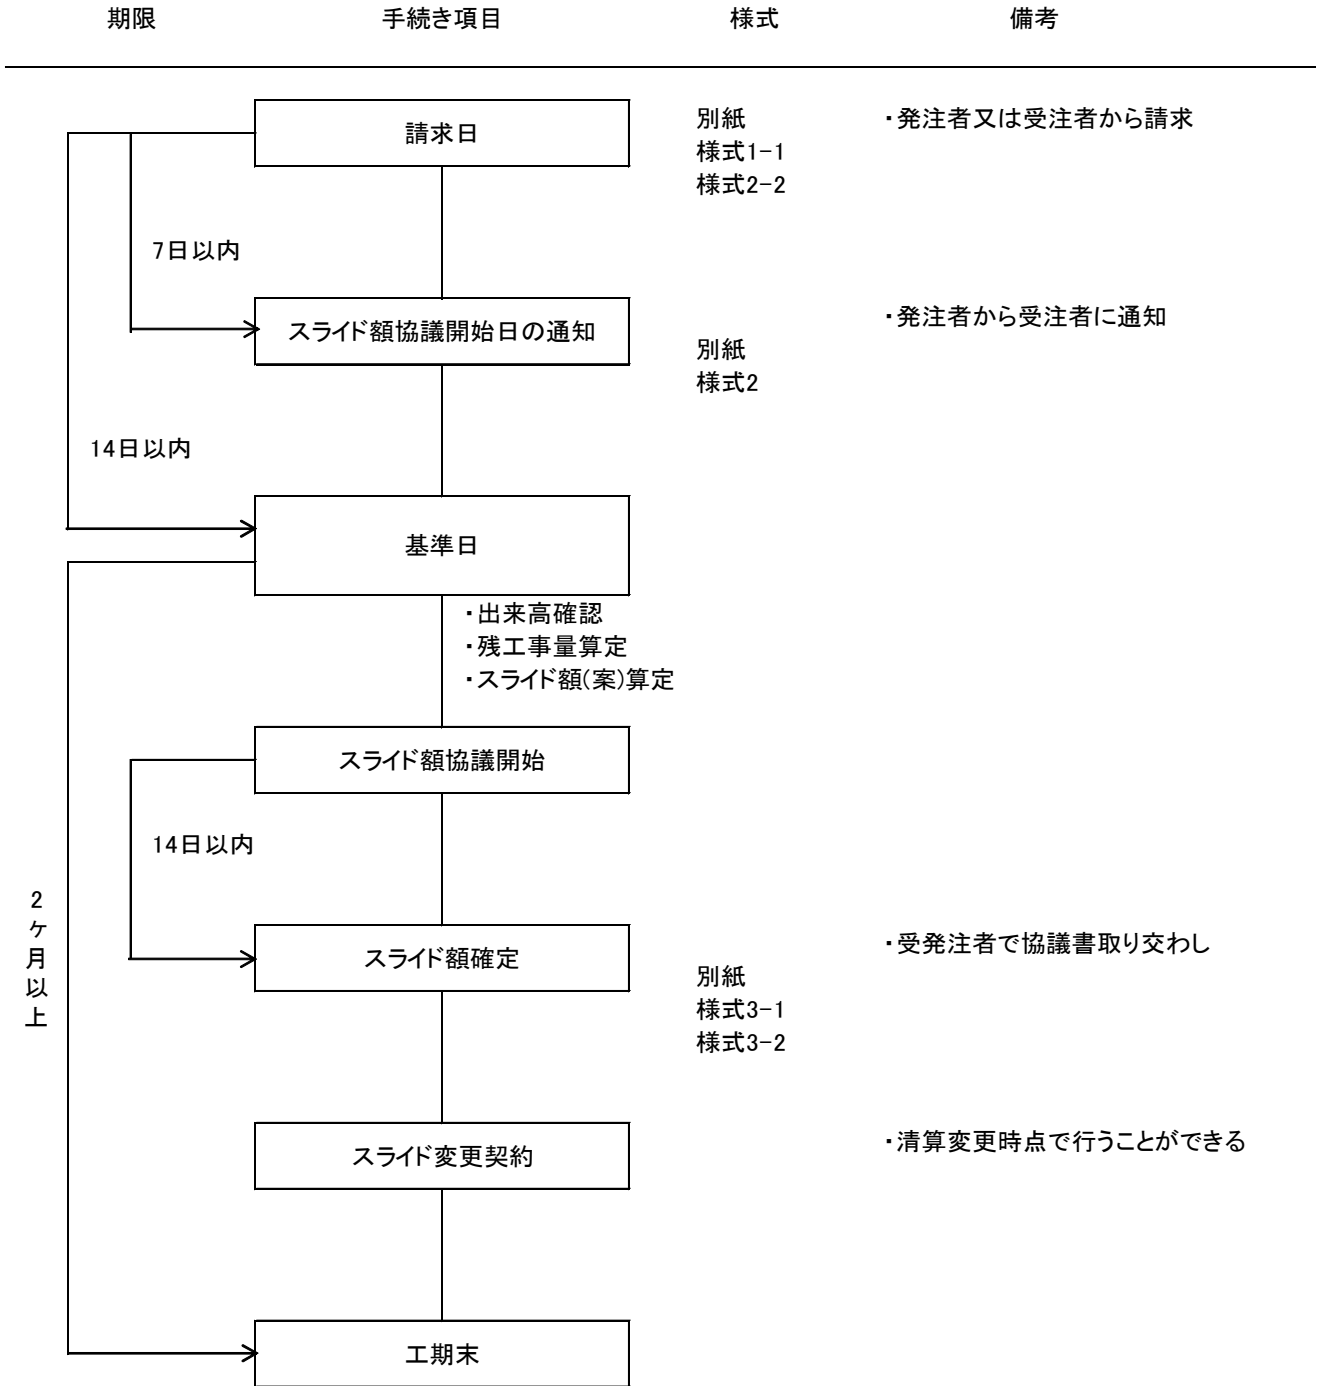 期限 手続き項目 様式 備考
請求日
別紙
様式1-1
様式2-2
・発注者又は受注者から請求
7日以内
スライド額協議開始日の通知
別紙
様式2
・発注者から受注者に通知
14日以内
基準日
・出来高確認
・残工事量算定
・スライド額(案)算定
スライド額協議開始
14日以内
2ヶ月以上
スライド額確定
別紙
様式3-1
様式3-2
・受発注者で協議書取り交わし
スライド変更契約
・清算変更時点で行うことができる
工期末